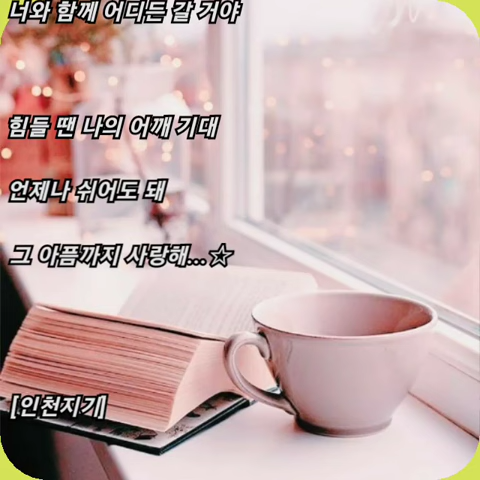 너와 함께 어디든 갈 거야
힘들 땐 나의 어깨 기대
언제나 쉬어도 돼
그 아픔까지 사랑해...☆
[인천지기]